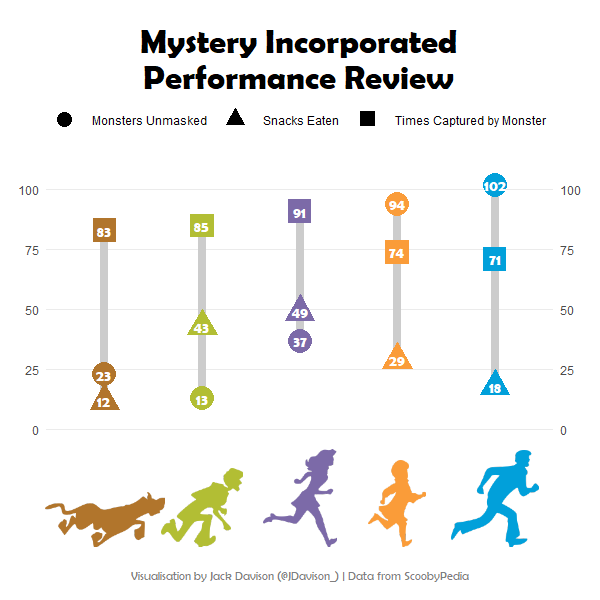 Mystery Incorporated
Performance Review
Monsters Unmasked Snacks Eaten Times Captured by Monster
102
100 94 100
91
83 85
75 74 71 75
50 49 50
43
37
25 23 29 25
12 13 18
0 0
Visualisation by Jack Davison (@JDavison_) | Data from ScoobyPedia